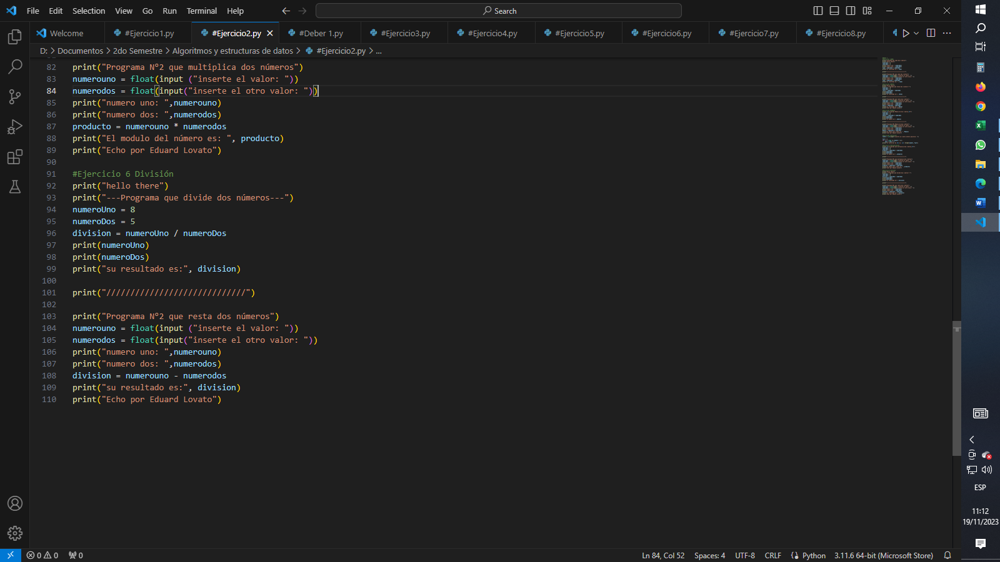 File Edit Selection View Go Run Terminal Help
Search
Welcome #Ejercicio1.py #Ejercicio2.py #Deber 1.py #Ejercicio3.py #Ejercicio4.py #Ejercicio5.py #Ejercicio6.py #Ejercicio7.py #Ejercicio8.py
D: > Documentos > 2do Semestre > Algoritmos y estructuras de datos > #Ejercicio2.py > ...
82 print("Programa Nº2 que multiplica dos números")
83 numerouno = float(input ("inserte el valor: "))
84 numerodos = float(input("inserte el otro valor: "))
85 print("numero uno: ",numerouno)
86 print("numero dos: ",numerodos)
87 producto = numerouno * numerodos
88 print("El modulo del número es: ", producto)
89 print("Echo por Eduard Lovato")
90
91 #Ejercicio 6 División
92 print("hello there")
93 print("---Programa que divide dos números---")
94 numeroUno = 8
95 numeroDos = 5
96 division = numeroUno / numeroDos
97 print(numeroUno)
98 print(numeroDos)
99 print("su resultado es:", division)
100
101 print("/////////////////////////////")
102
103 print("Programa Nº2 que resta dos números")
104 numerouno = float(input ("inserte el valor: "))
105 numerodos = float(input("inserte el otro valor: "))
106 print("numero uno: ",numerouno)
107 print("numero dos: ",numerodos)
108 division = numerouno - numerodos
109 print("su resultado es:", division)
110 print("Echo por Eduard Lovato")
ESP
11:12
19/11/2023
0 0 0 Ln 84, Col 52 Spaces: 4 UTF-8 CRLF Python 3.11.6 64-bit (Microsoft Store)